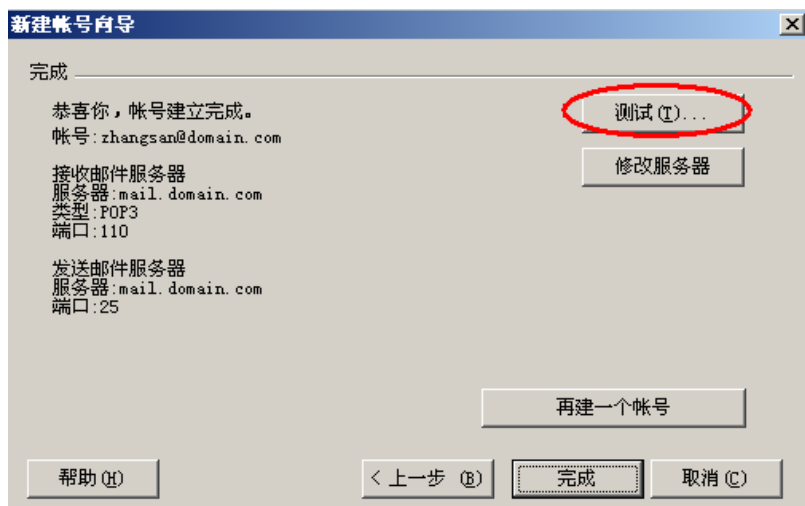 新建帐号向导
完成
恭喜你，帐号建立完成。
帐号:zhangsan@domain.com
接收邮件服务器
服务器:mail.domain.com
类型:POP3
端口:110
发送邮件服务器
服务器:mail.domain.com
端口:25
测试(T)...
修改服务器
再建一个帐号
帮助(H)
<上一步 (B)
完成
取消(C)